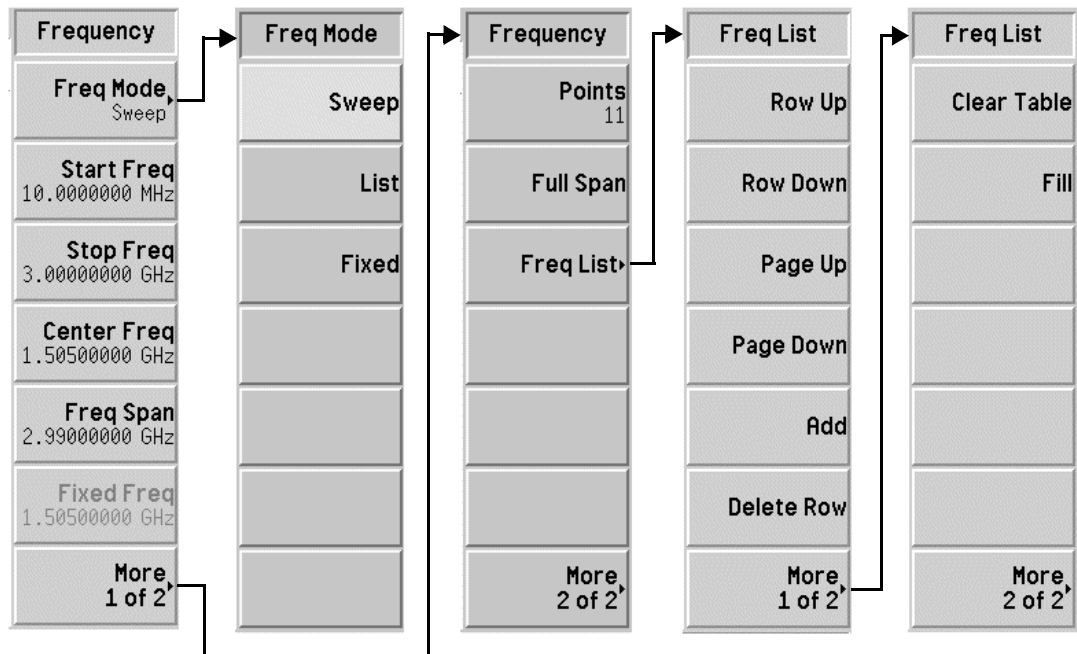 Frequency
Freq Mode
Sweep
Start Freq
10.0000000 MHz
Stop Freq
3.00000000 GHz
Center Freq
1.50500000 GHz
Freq Span
2.99000000 GHz
Fixed Freq
1.50500000 GHz
More
1 of 2
Freq Mode
Sweep
List
Fixed
Frequency
Points
11
Full Span
Freq List
More
2 of 2
Freq List
Row Up
Row Down
Page Up
Page Down
Add
Delete Row
More
1 of 2
Freq List
Clear Table
Fill
More
2 of 2